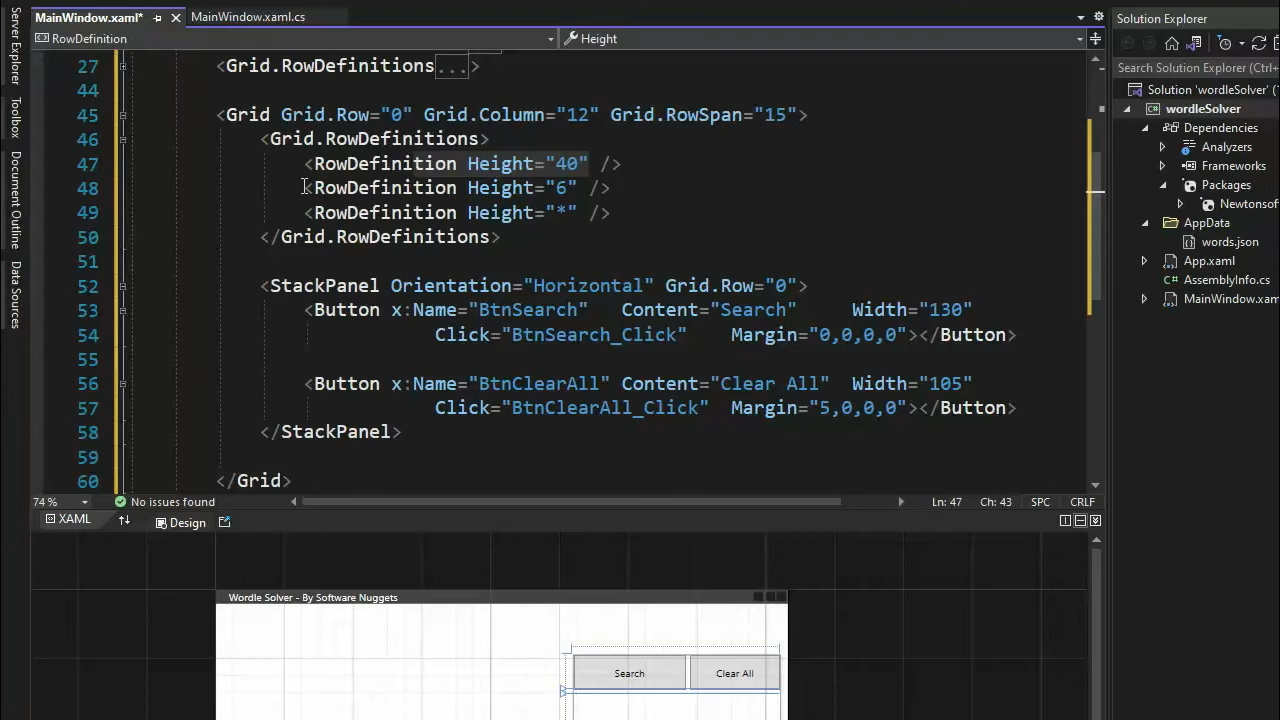 MainWindow.xaml*
MainWindow.xaml.cs
RowDefinition
Height
27 <Grid.RowDefinitions...>
44
45 <Grid Grid.Row="0" Grid.Column="12" Grid.RowSpan="15">
46 <Grid.RowDefinitions>
47 <RowDefinition Height="40" />
48 <RowDefinition Height="6" />
49 <RowDefinition Height="*" />
50 </Grid.RowDefinitions>
51
52 <StackPanel Orientation="Horizontal" Grid.Row="0">
53 <Button x:Name="BtnSearch" Content="Search" Width="130"
54 Click="BtnSearch_Click" Margin="0,0,0,0"></Button>
55
56 <Button x:Name="BtnClearAll" Content="Clear All" Width="105"
57 Click="BtnClearAll_Click" Margin="5,0,0,0"></Button>
58 </StackPanel>
59
60 </Grid>
74 % No issues found Ln: 47 Ch: 43 SPC CRLF
XAML Design
Wordle Solver - By Software Nuggets
Search Clear All
Server Explorer
Toolbox
Document Outline
Data Sources
Solution Explorer
Search Solution Explorer (Ctrl+
Solution 'wordleSolver' (
wordleSolver
Dependencies
Analyzers
Frameworks
Packages
Newtonsof
AppData
words.json
App.xaml
AssemblyInfo.cs
MainWindow.xam